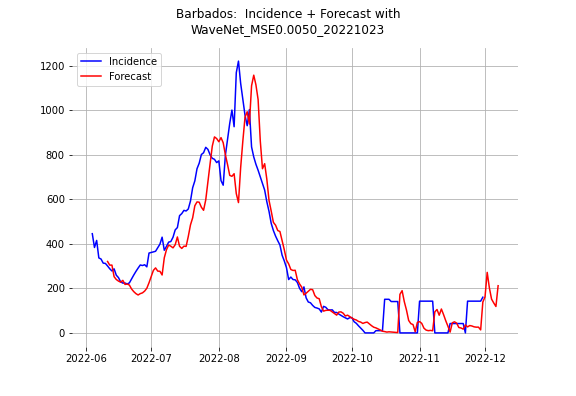 Barbados:  Incidence + Forecast with
WaveNet_MSE0.0050_20221023
Incidence
Forecast
1200
1000
800
600
400
200
0
2022-06 2022-07 2022-08 2022-09 2022-10 2022-11 2022-12